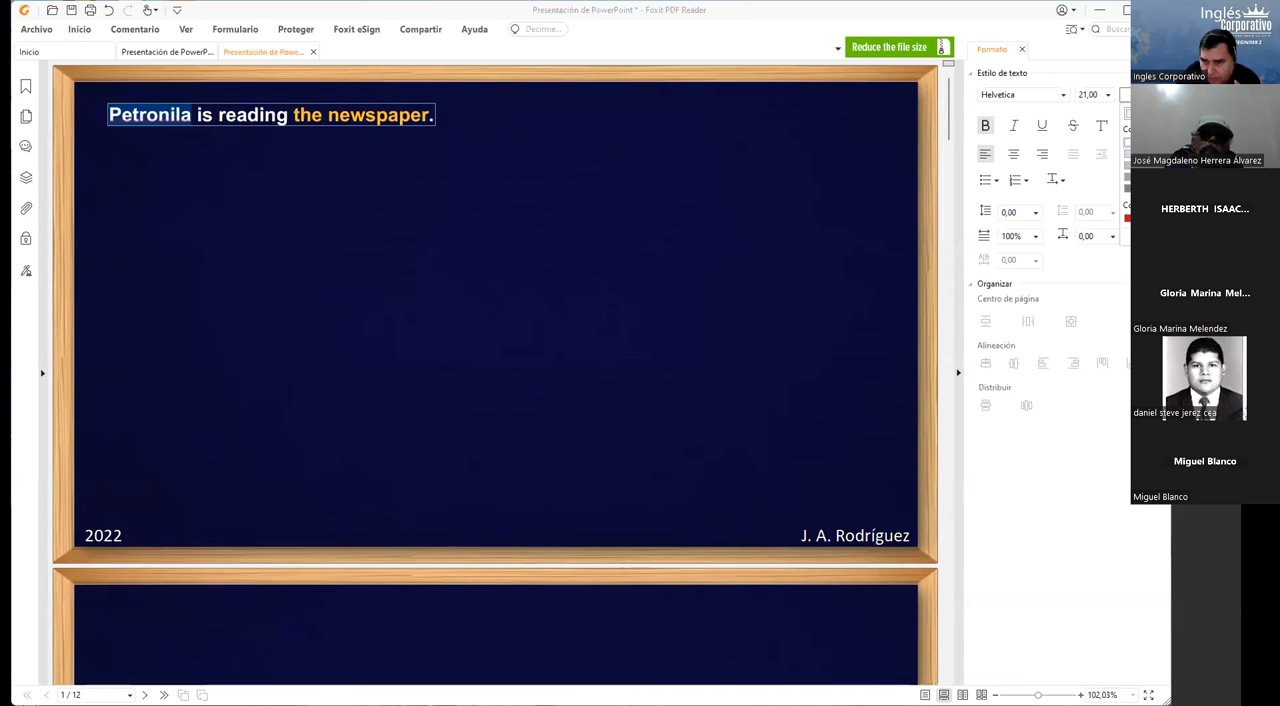 Presentación de PowerPoint * - Foxit PDF Reader
Archivo Inicio Comentario Ver Formulario Proteger Foxit eSign Compartir Ayuda Decirme... Buscar
Inicio Presentación de PowerP... Presentación de Powe... Reduce the file size Formato
Estilo de texto
Helvetica 21,00
B I U S T
0,00 0,00
100% 0,00
0,00
Organizar
Centro de página
Alineación
Distribuir
Petronila is reading the newspaper.
2022 J. A. Rodríguez
1 / 12 102,03%
Inglés
Corporativo
BEGINNER 2
Ingles Corporativo
José Magdaleno Herrera Álvarez
HERBERTH ISAAC...
Gloria Marina Mel...
Gloria Marina Melendez
daniel steve jerez cea
Miguel Blanco
Miguel Blanco